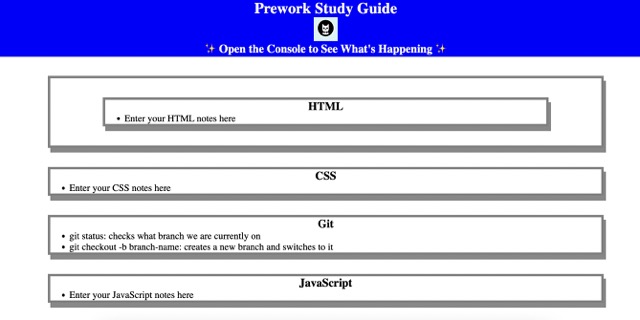 Prework Study Guide
✨ Open the Console to See What's Happening ✨
HTML
• Enter your HTML notes here
CSS
• Enter your CSS notes here
Git
• git status: checks what branch we are currently on
• git checkout -b branch-name: creates a new branch and switches to it
JavaScript
• Enter your JavaScript notes here